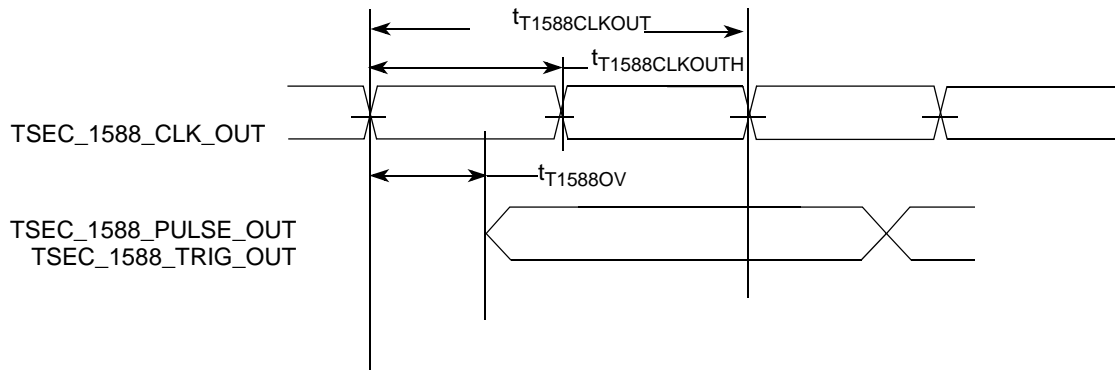 tT1588CLKOUT
tT1588CLKOUTH
TSEC_1588_CLK_OUT
tT1588OV
TSEC_1588_PULSE_OUT
TSEC_1588_TRIG_OUT